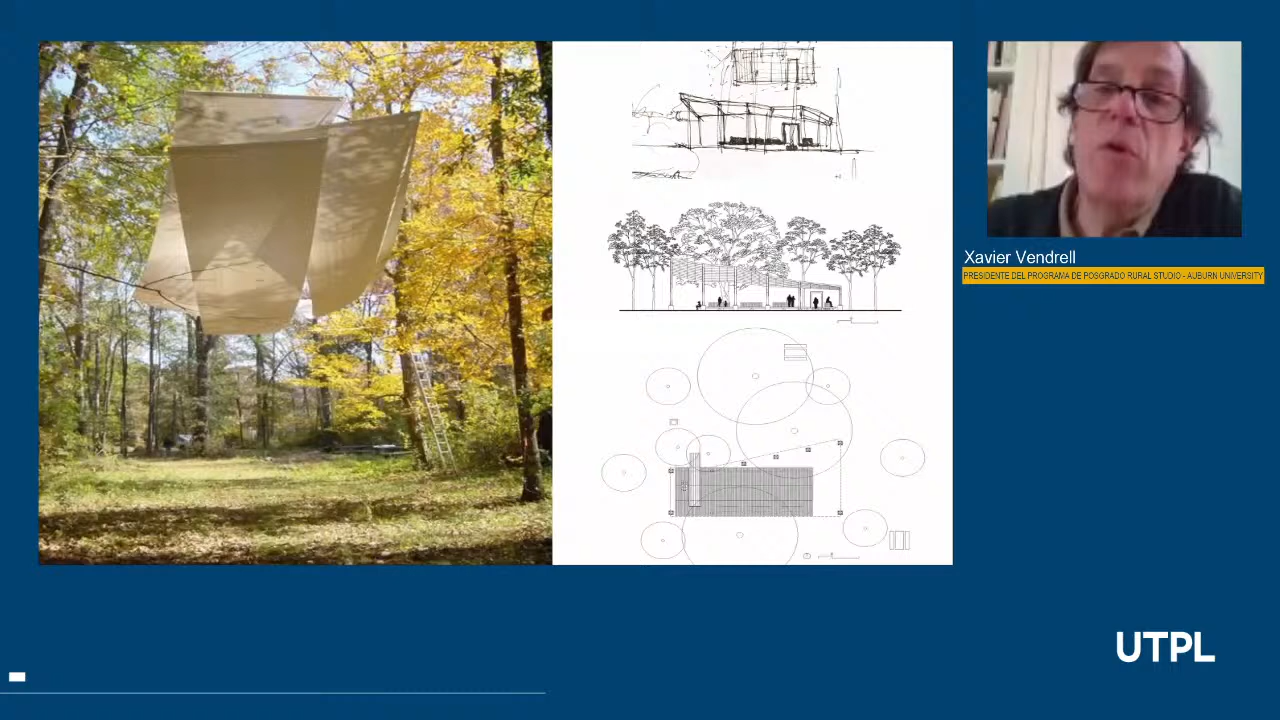 Xavier Vendrell
PRESIDENTE DEL PROGRAMA DE POSGRADO RURAL STUDIO - AUBURN UNIVERSITY
UTPL